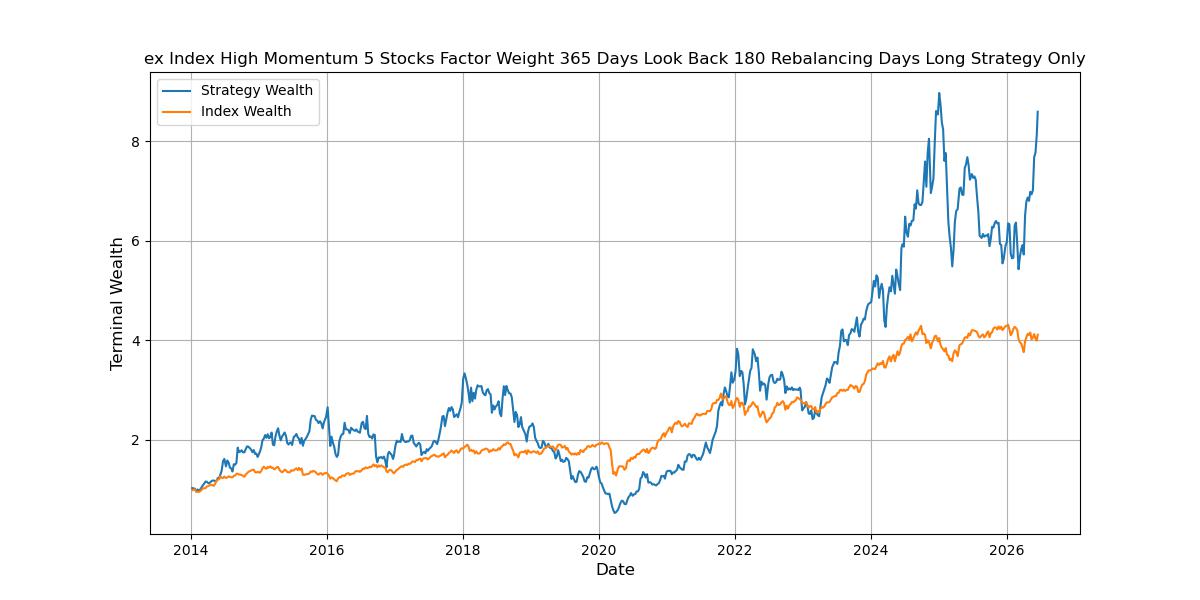 ex Index High Momentum 5 Stocks Factor Weight 365 Days Look Back 180 Rebalancing Days Long Strategy Only
Strategy Wealth
Index Wealth
Terminal Wealth
8
6
4
2
2014 2016 2018 2020 2022 2024 2026
Date